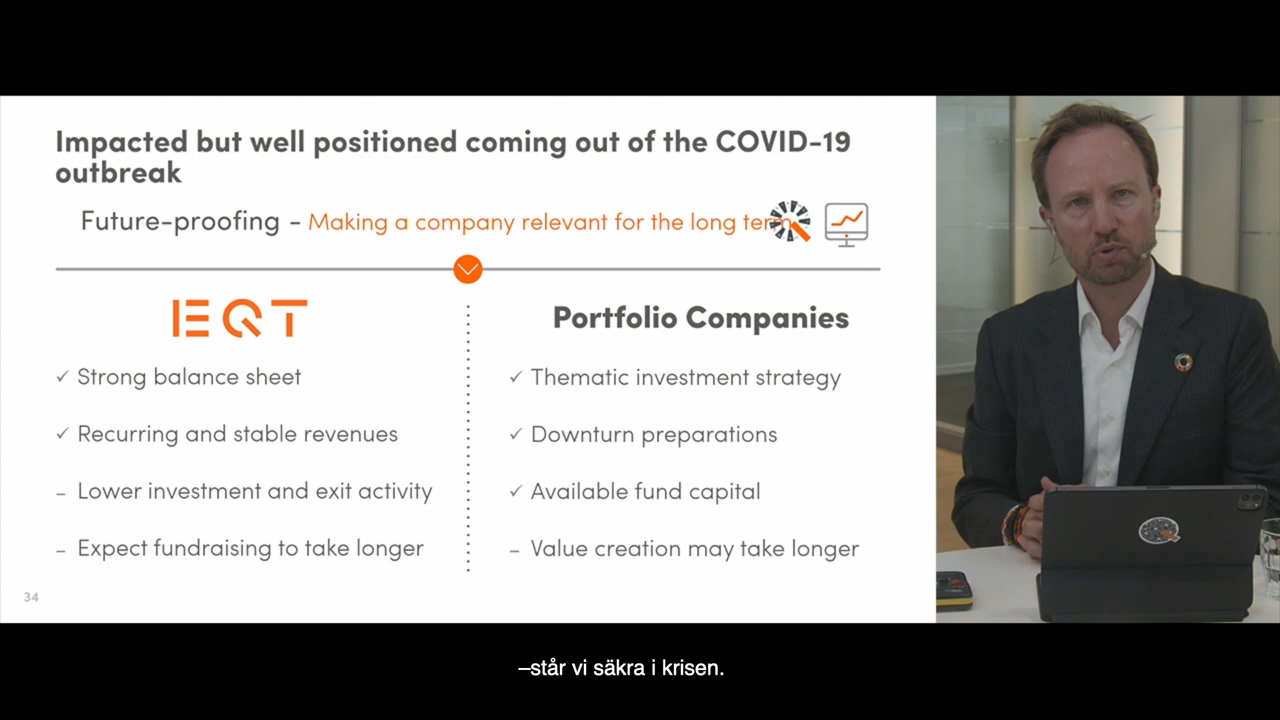 Impacted but well positioned coming out of the COVID-19
outbreak
Future-proofing - Making a company relevant for the long term
EQT
Portfolio Companies
✓ Strong balance sheet
✓ Thematic investment strategy
✓ Recurring and stable revenues
✓ Downturn preparations
– Lower investment and exit activity
✓ Available fund capital
– Expect fundraising to take longer
– Value creation may take longer
34
–står vi säkra i krisen.